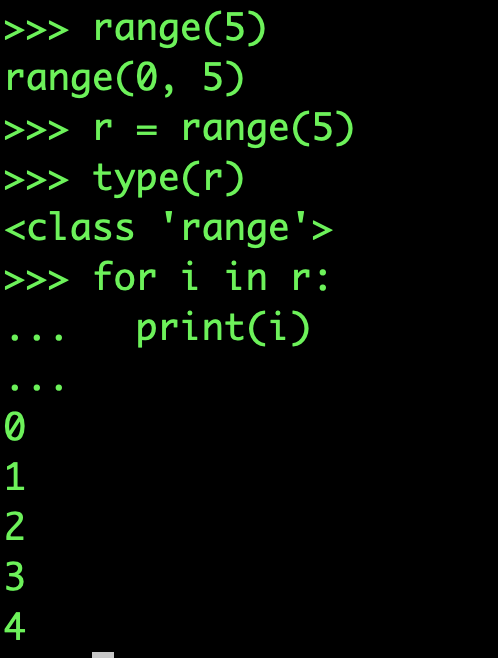 >>> range(5)
range(0, 5)
>>> r = range(5)
>>> type(r)
<class 'range'>
>>> for i in r:
...   print(i)
...
0
1
2
3
4